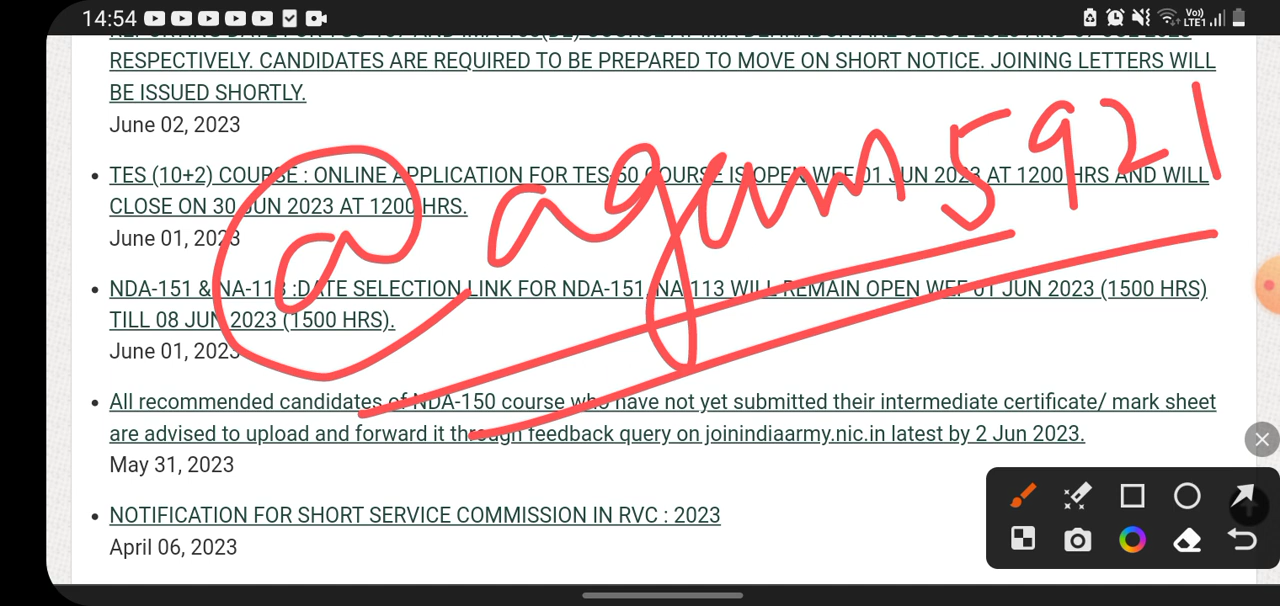 14:54
Vo)) LTE1
RESPECTIVELY. CANDIDATES ARE REQUIRED TO BE PREPARED TO MOVE ON SHORT NOTICE. JOINING LETTERS WILL
BE ISSUED SHORTLY.
June 02, 2023
TES (10+2) COURSE : ONLINE APPLICATION FOR TES-50 COURSE IS OPEN WEF 01 JUN 2023 AT 1200 HRS AND WILL
CLOSE ON 30 JUN 2023 AT 1200 HRS.
June 01, 2023
@agam5921
NDA-151 & NA-113 :DATE SELECTION LINK FOR NDA-151, NA-113 WILL REMAIN OPEN WEF 01 JUN 2023 (1500 HRS)
TILL 08 JUN 2023 (1500 HRS).
June 01, 2023
All recommended candidates of NDA-150 course who have not yet submitted their intermediate certificate/ mark sheet
are advised to upload and forward it through feedback query on joinindiaarmy.nic.in latest by 2 Jun 2023.
May 31, 2023
NOTIFICATION FOR SHORT SERVICE COMMISSION IN RVC : 2023
April 06, 2023